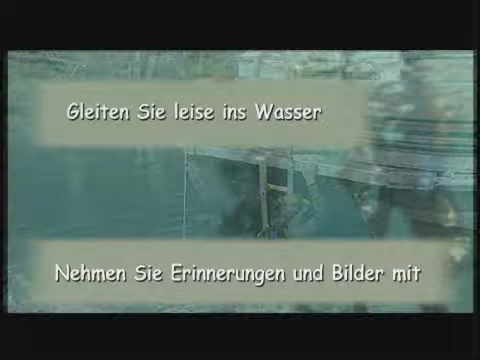 Gleiten Sie leise ins Wasser
Nehmen Sie Erinnerungen und Bilder mit